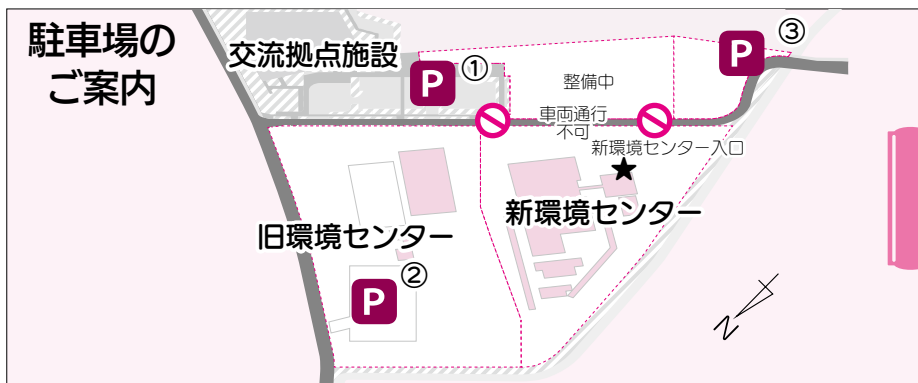 駐車場の
ご案内
交流拠点施設
P
①
P
③
整備中
車両通行
不可
新環境センター入口
★
新環境センター
旧環境センター
P
②
N